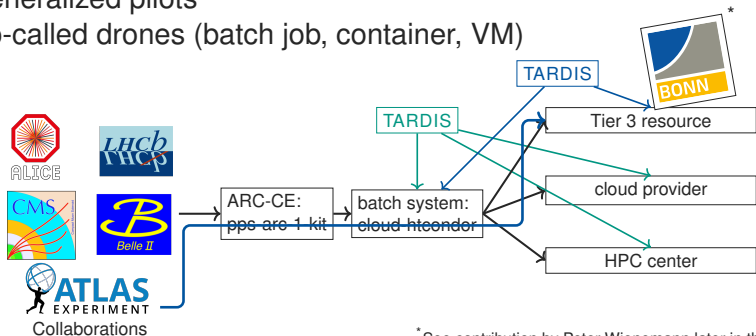 eneralized pilots
o-called drones (batch job, container, VM)
*
BONN
TARDIS
TARDIS
Tier 3 resource
ALICE
LHCb
LHCp
CMS
Belle II
ARC-CE:
pps-arc-1-kit
batch system:
cloud-htcondor
cloud provider
HPC center
ATLAS
EXPERIMENT
Collaborations
*See contribution by Peter Wienemann later in th